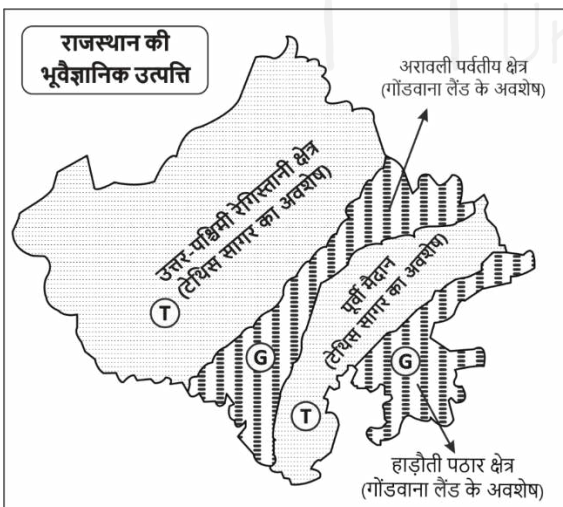 राजस्थान की
भूवैज्ञानिक उत्पत्ति
अरावली पर्वतीय क्षेत्र
(गोंडवाना लैंड के अवशेष)
उत्तर-पश्चिमी रेगिस्तानी क्षेत्र
(टेथिस सागर का अवशेष)
पूर्वी मैदान
(टेथिस सागर का अवशेष)
T
G
G
T
हाड़ौती पठार क्षेत्र
(गोंडवाना लैंड के अवशेष)